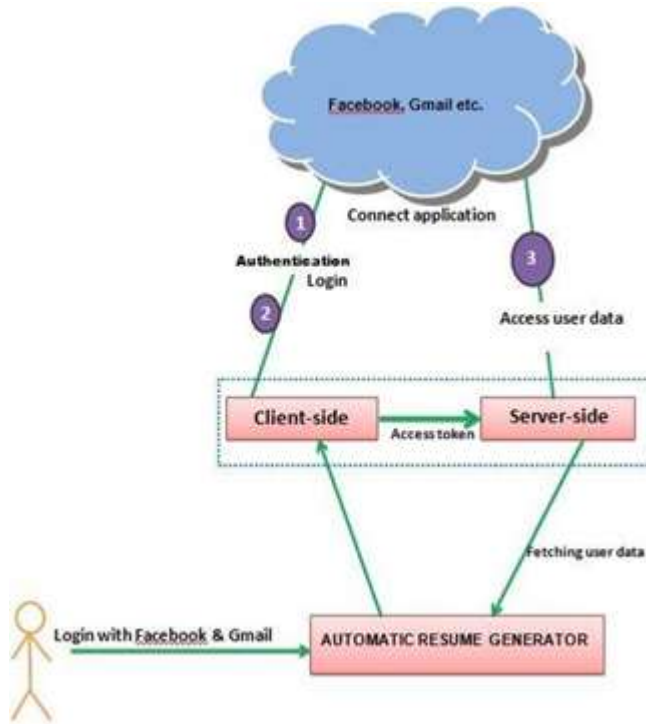 Facebook, Gmail etc.
Connect application
1
Authentication
Login
2
3
Access user data
Client-side
Access token
Server-side
Fetching user data
Login with Facebook & Gmail
AUTOMATIC RESUME GENERATOR